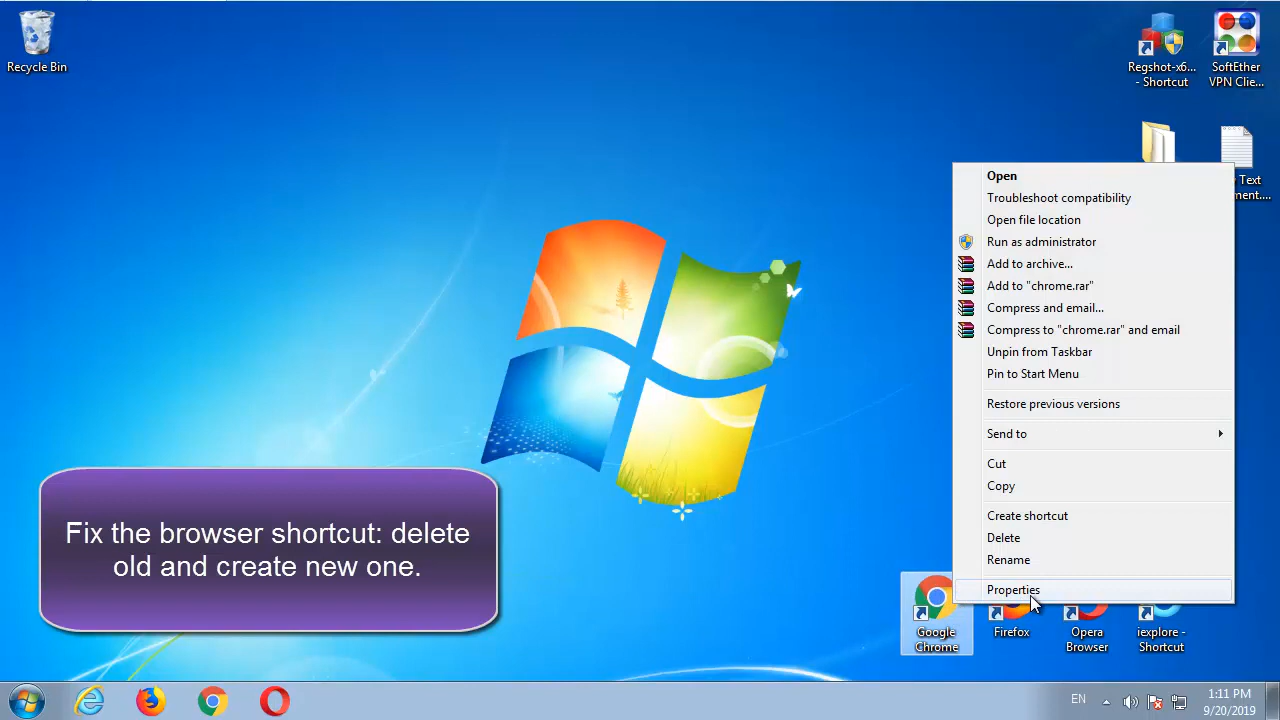 Recycle Bin
Regshot-x6...
- Shortcut
SoftEther
VPN Clie...
Text
ment....
Open
Troubleshoot compatibility
Open file location
Run as administrator
Add to archive...
Add to "chrome.rar"
Compress and email...
Compress to "chrome.rar" and email
Unpin from Taskbar
Pin to Start Menu
Restore previous versions
Send to
Cut
Copy
Create shortcut
Delete
Rename
Properties
Fix the browser shortcut: delete
old and create new one.
Google
Chrome
Firefox
Opera
Browser
iexplore -
Shortcut
EN
1:11 PM
9/20/2019